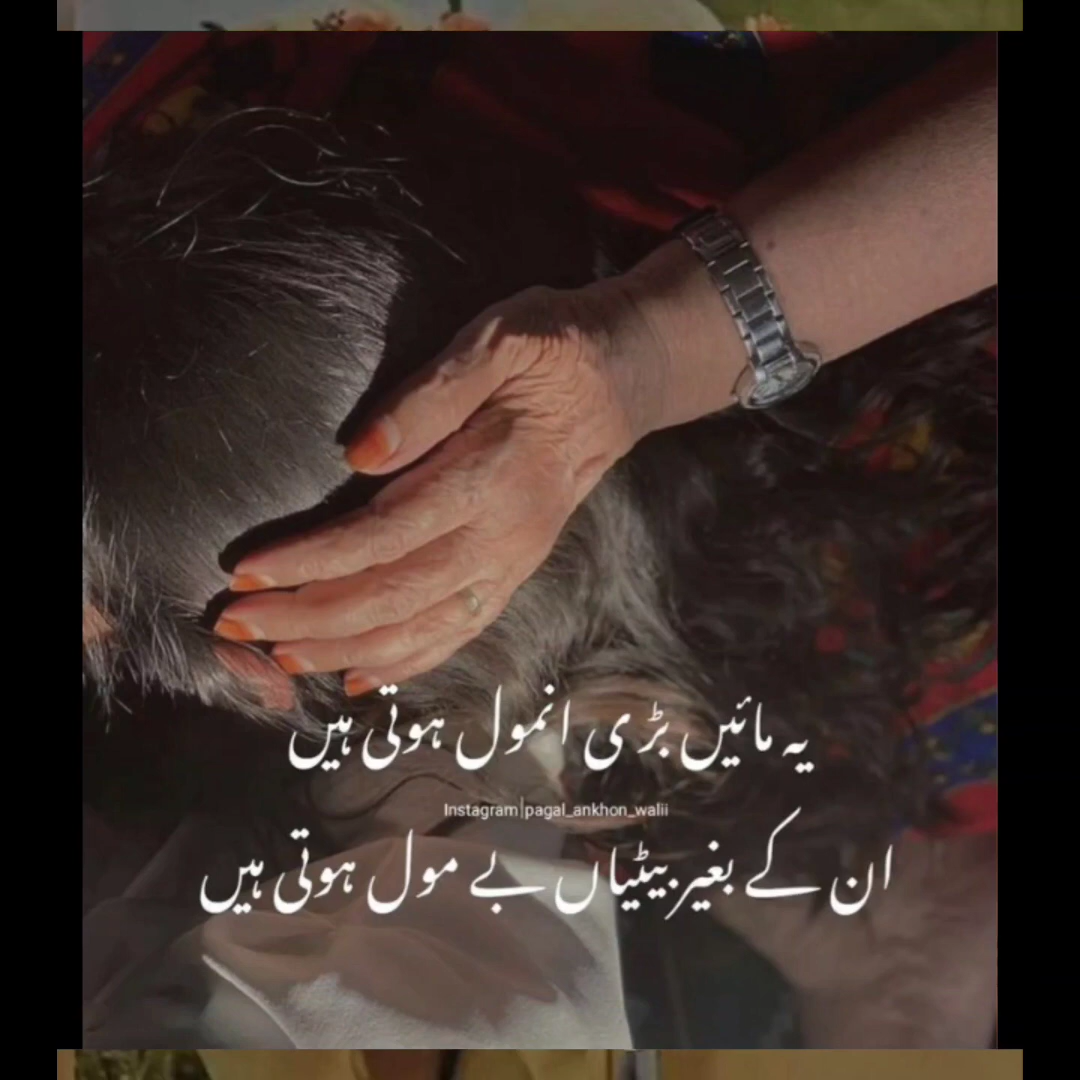 یہ مائیں بڑی انمول ہوتی ہیں
Instagram|pagal_ankhon_walii
ان کے بغیر بیٹیاں بے مول ہوتی ہیں